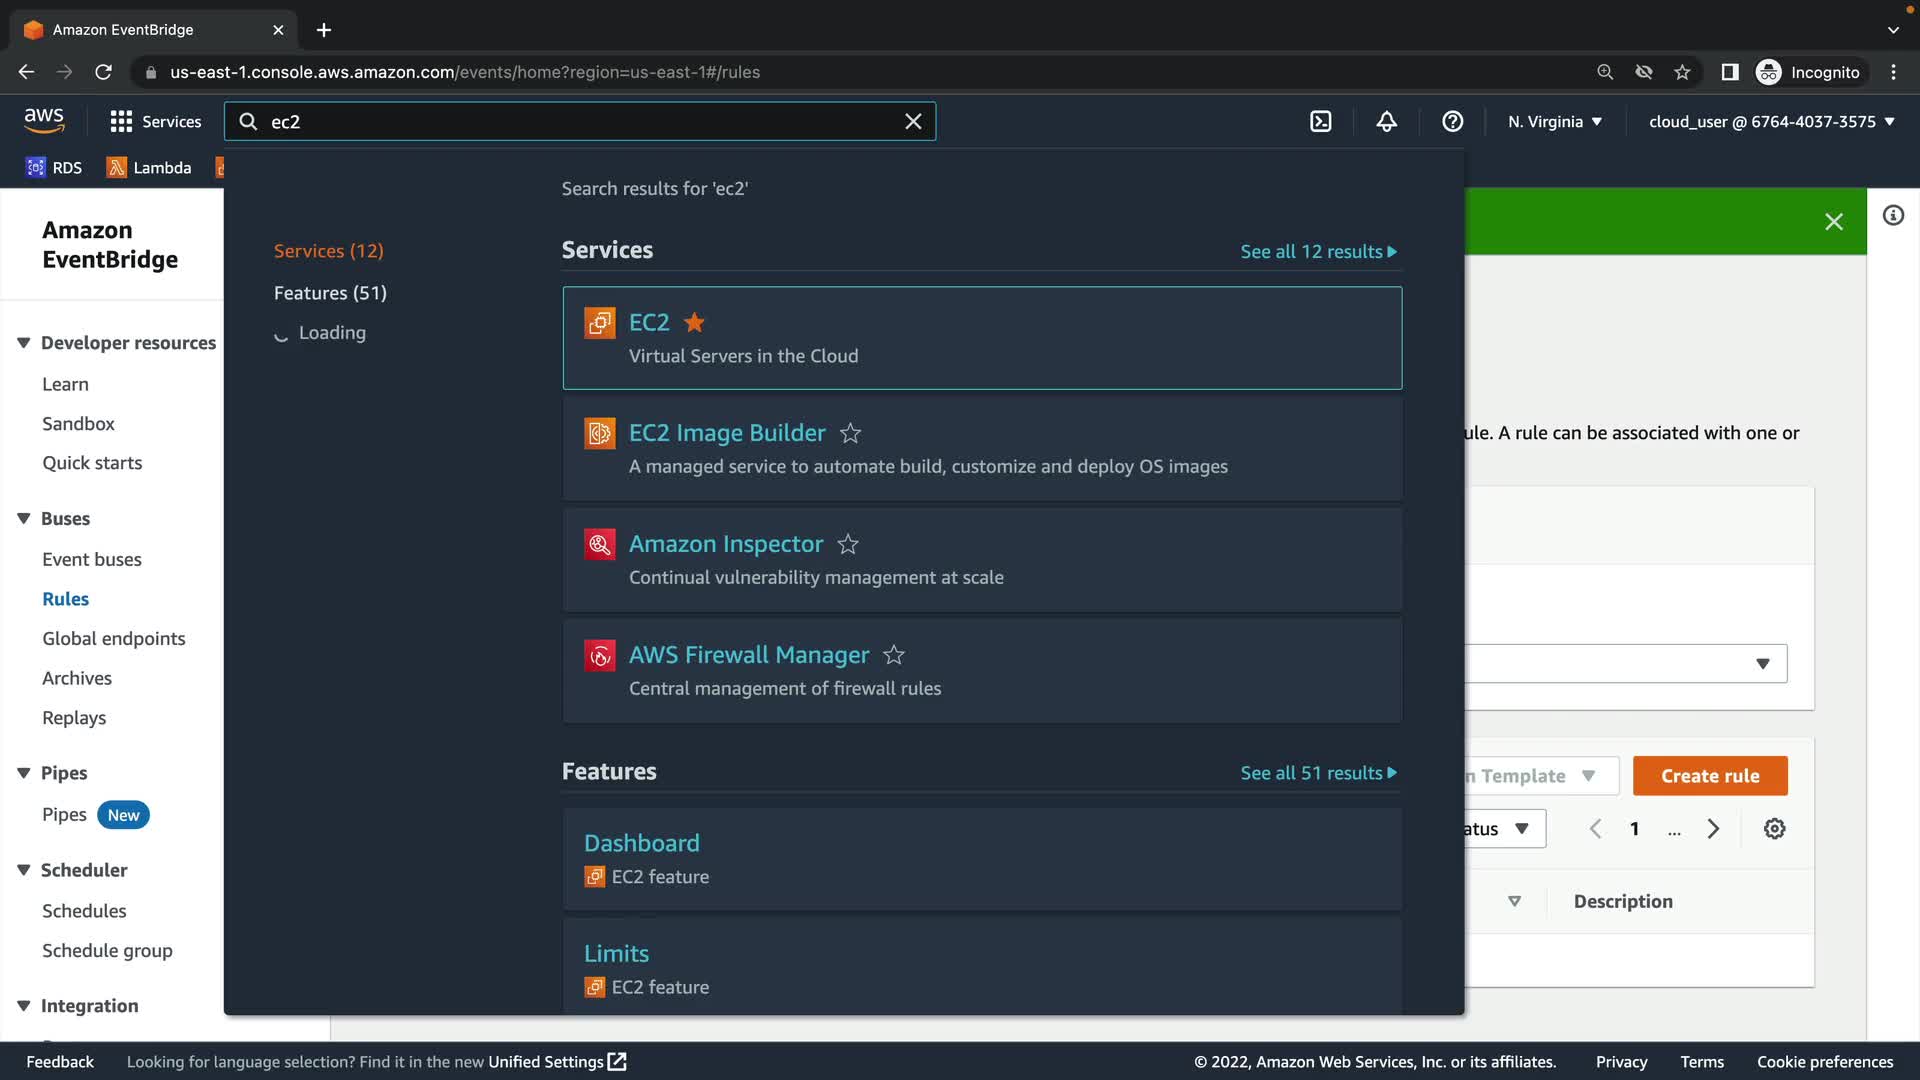 Amazon EventBridge
us-east-1.console.aws.amazon.com/events/home?region=us-east-1#/rules
Incognito
aws
Services
ec2
N. Virginia
cloud_user @ 6764-4037-3575
RDS
Lambda
Search results for 'ec2'
Services (12)
Features (51)
Loading
Services
See all 12 results
EC2
Virtual Servers in the Cloud
EC2 Image Builder
A managed service to automate build, customize and deploy OS images
Amazon Inspector
Continual vulnerability management at scale
AWS Firewall Manager
Central management of firewall rules
Features
See all 51 results
Dashboard
EC2 feature
Limits
EC2 feature
Amazon
EventBridge
Developer resources
Learn
Sandbox
Quick starts
Buses
Event buses
Rules
Global endpoints
Archives
Replays
Pipes
Pipes New
Scheduler
Schedules
Schedule group
Integration
ule. A rule can be associated with one or
n Template
Create rule
atus
1 ...
Description
Feedback
Looking for language selection? Find it in the new Unified Settings
© 2022, Amazon Web Services, Inc. or its affiliates.
Privacy
Terms
Cookie preferences